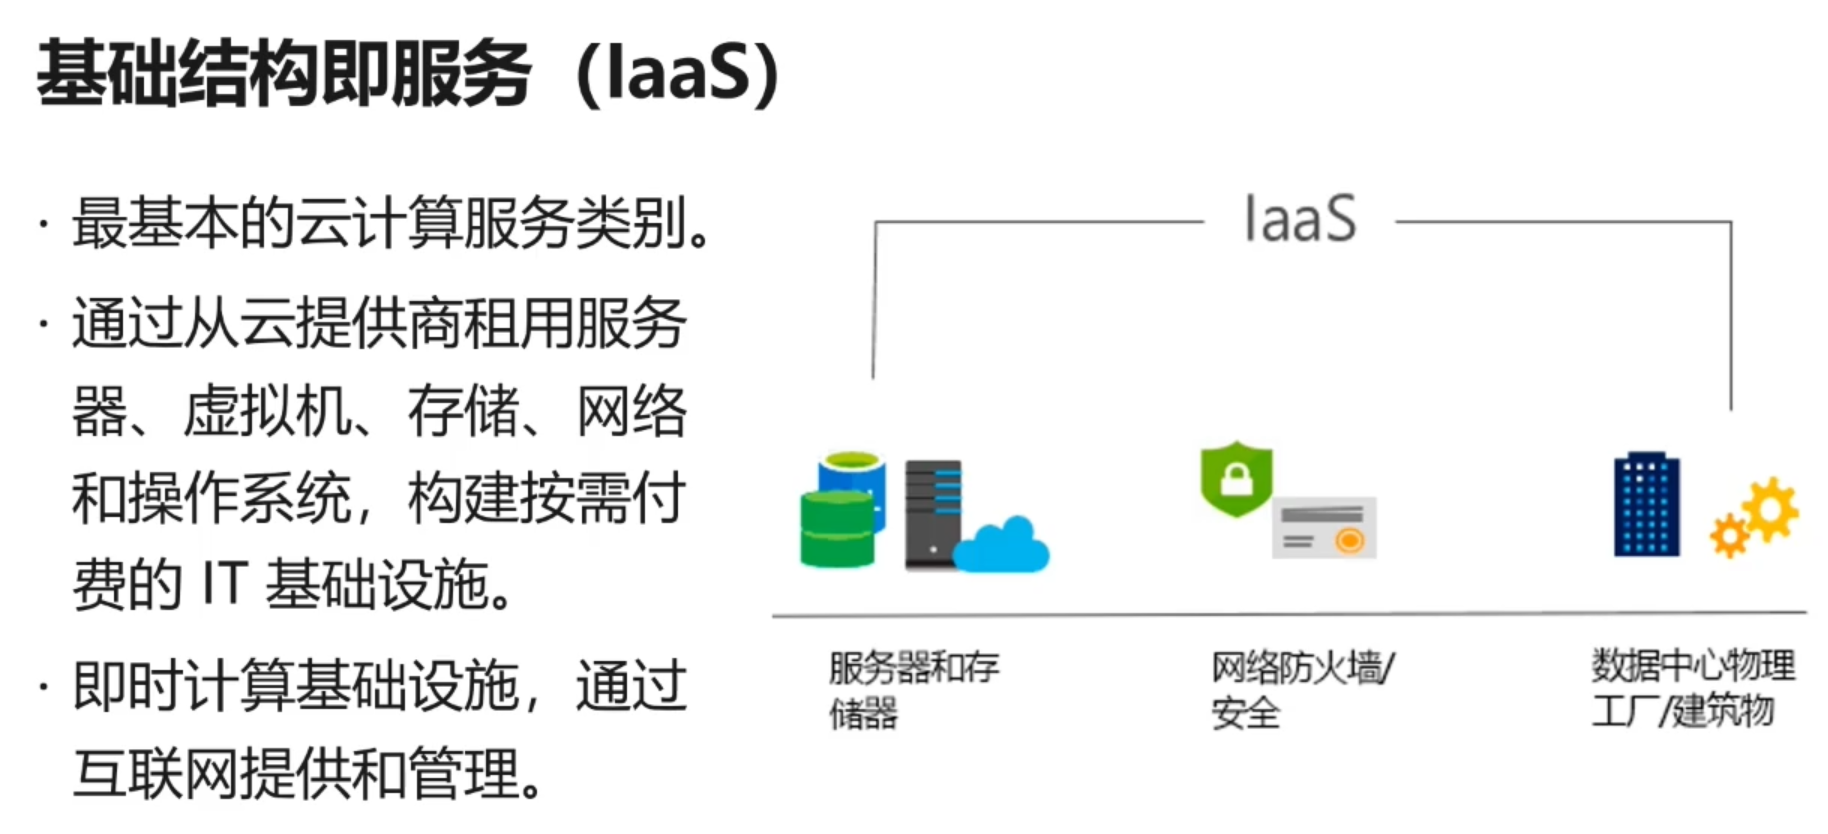 基础结构即服务（IaaS）
· 最基本的云计算服务类别。
· 通过从云提供商租用服务
器、虚拟机、存储、网络
和操作系统，构建按需付
费的 IT 基础设施。
· 即时计算基础设施，通过
互联网提供和管理。
IaaS
服务器和存
储器
网络防火墙/
安全
数据中心物理
工厂/建筑物